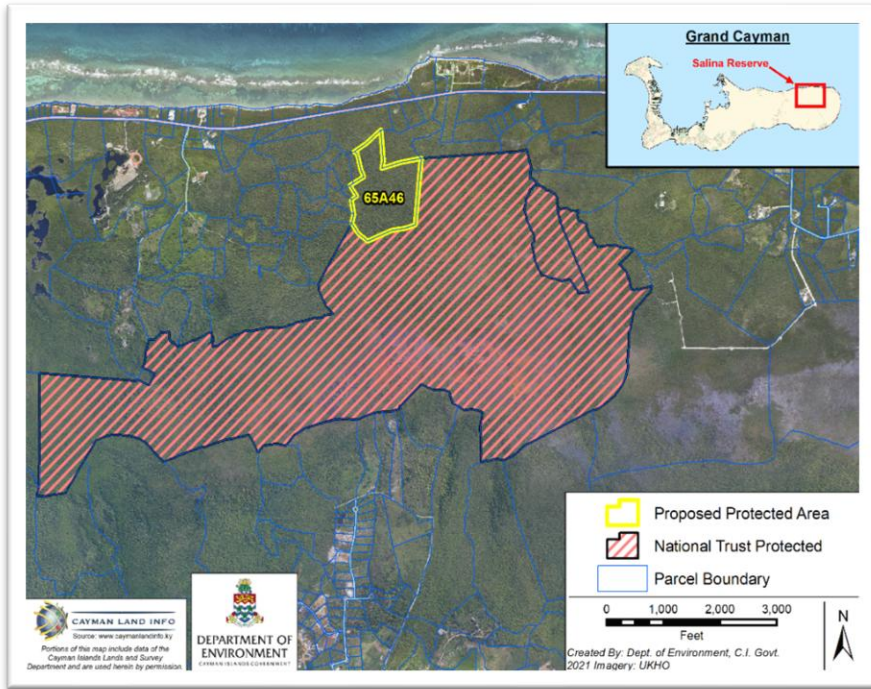 Grand Cayman
Salina Reserve
65A46
Proposed Protected Area
National Trust Protected
Parcel Boundary
0 1,000 2,000 3,000
Feet
N
CAYMAN LAND INFO
Source: www.caymanlandinfo.ky
Portions of this map include data of the
Cayman Islands Lands and Survey
Department and are used herein by permission.
DEPARTMENT OF
ENVIRONMENT
CAYMAN ISLANDS GOVERNMENT
Created By: Dept. of Environment, C.I. Govt.
2021 Imagery: UKHO